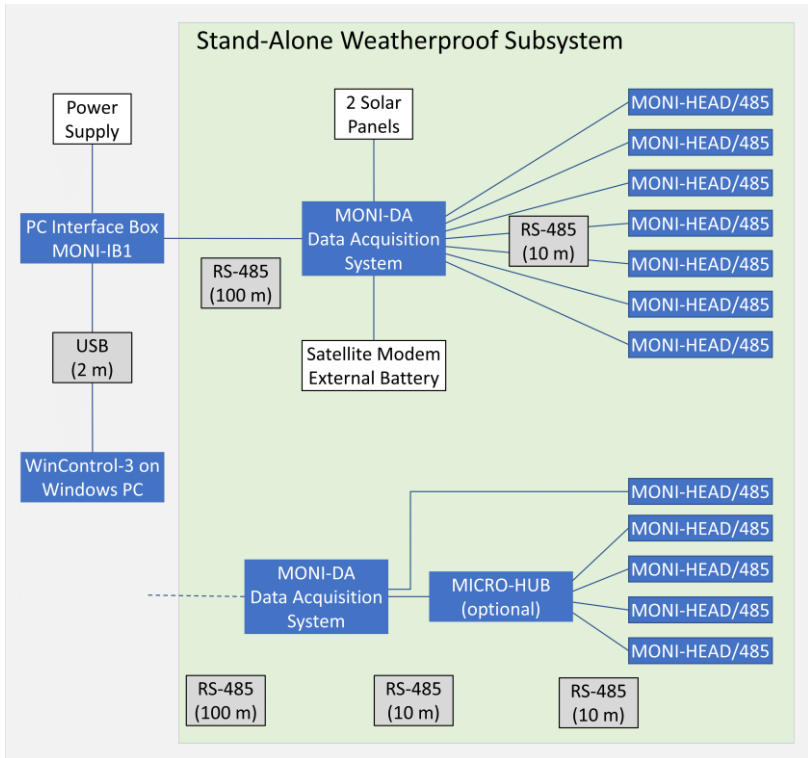 Stand-Alone Weatherproof Subsystem
Power
Supply
2 Solar
Panels
MONI-HEAD/485
MONI-HEAD/485
MONI-HEAD/485
MONI-HEAD/485
MONI-HEAD/485
MONI-HEAD/485
MONI-HEAD/485
PC Interface Box
MONI-IB1
MONI-DA
Data Acquisition
System
RS-485
(10 m)
RS-485
(100 m)
USB
(2 m)
Satellite Modem
External Battery
WinControl-3 on
Windows PC
MONI-HEAD/485
MONI-HEAD/485
MONI-HEAD/485
MONI-HEAD/485
MONI-HEAD/485
MONI-DA
Data Acquisition
System
MICRO-HUB
(optional)
RS-485
(100 m)
RS-485
(10 m)
RS-485
(10 m)